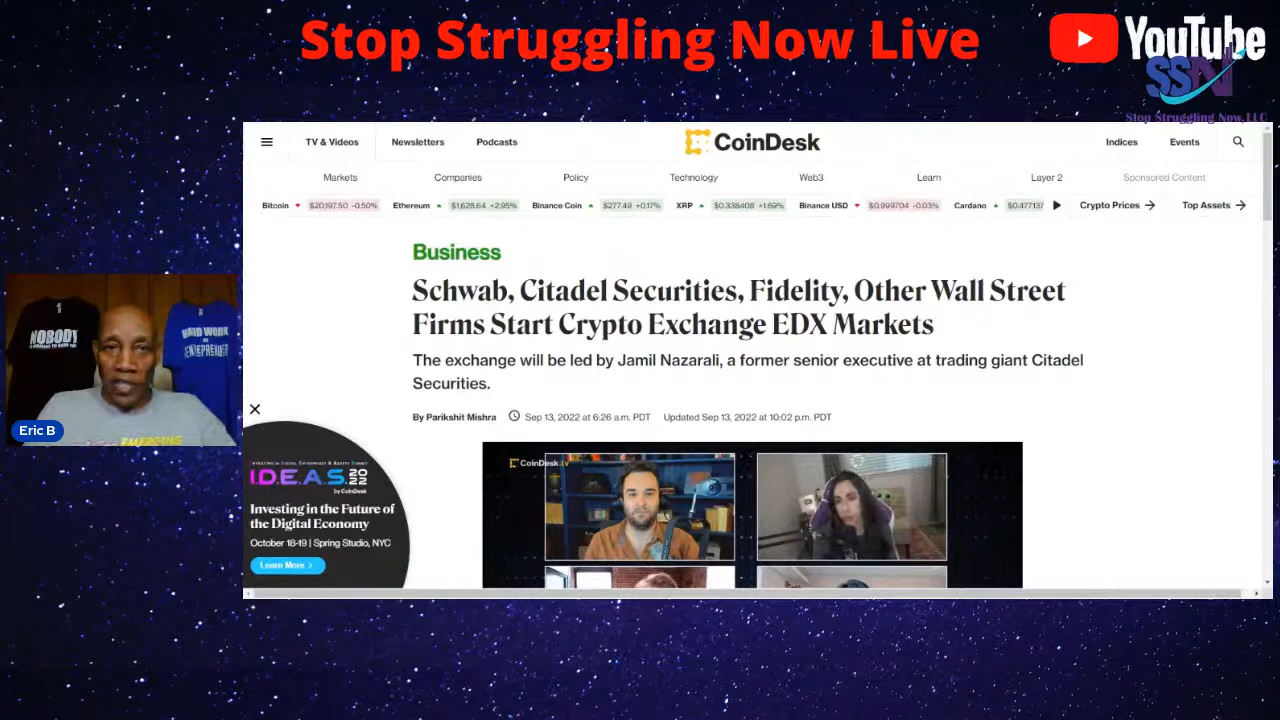 Stop Struggling Now Live
YouTube
SSN
Stop Struggling Now, LLC
TV & Videos
Newsletters
Podcasts
CoinDesk
Indices
Events
Markets
Companies
Policy
Technology
Web3
Learn
Layer 2
Sponsored Content
Bitcoin $20,197.50 -0.50%
Ethereum $1,628.64 +2.95%
Binance Coin $277.49 +0.17%
XRP $0.338408 +1.69%
Binance USD $0.999704 -0.03%
Cardano $0.477137
Crypto Prices
Top Assets
Business
Schwab, Citadel Securities, Fidelity, Other Wall Street
Firms Start Crypto Exchange EDX Markets
The exchange will be led by Jamil Nazarali, a former senior executive at trading giant Citadel
Securities.
By Parikshit Mishra
Sep 13, 2022 at 6:26 a.m. PDT
Updated Sep 13, 2022 at 10:02 p.m. PDT
NOBODY
HARD WORK
Eric B
I.D.E.A.S. 2022
by CoinDesk
Investing in the Future of
the Digital Economy
October 18-19 | Spring Studio, NYC
Learn More
CoinDesk.tv